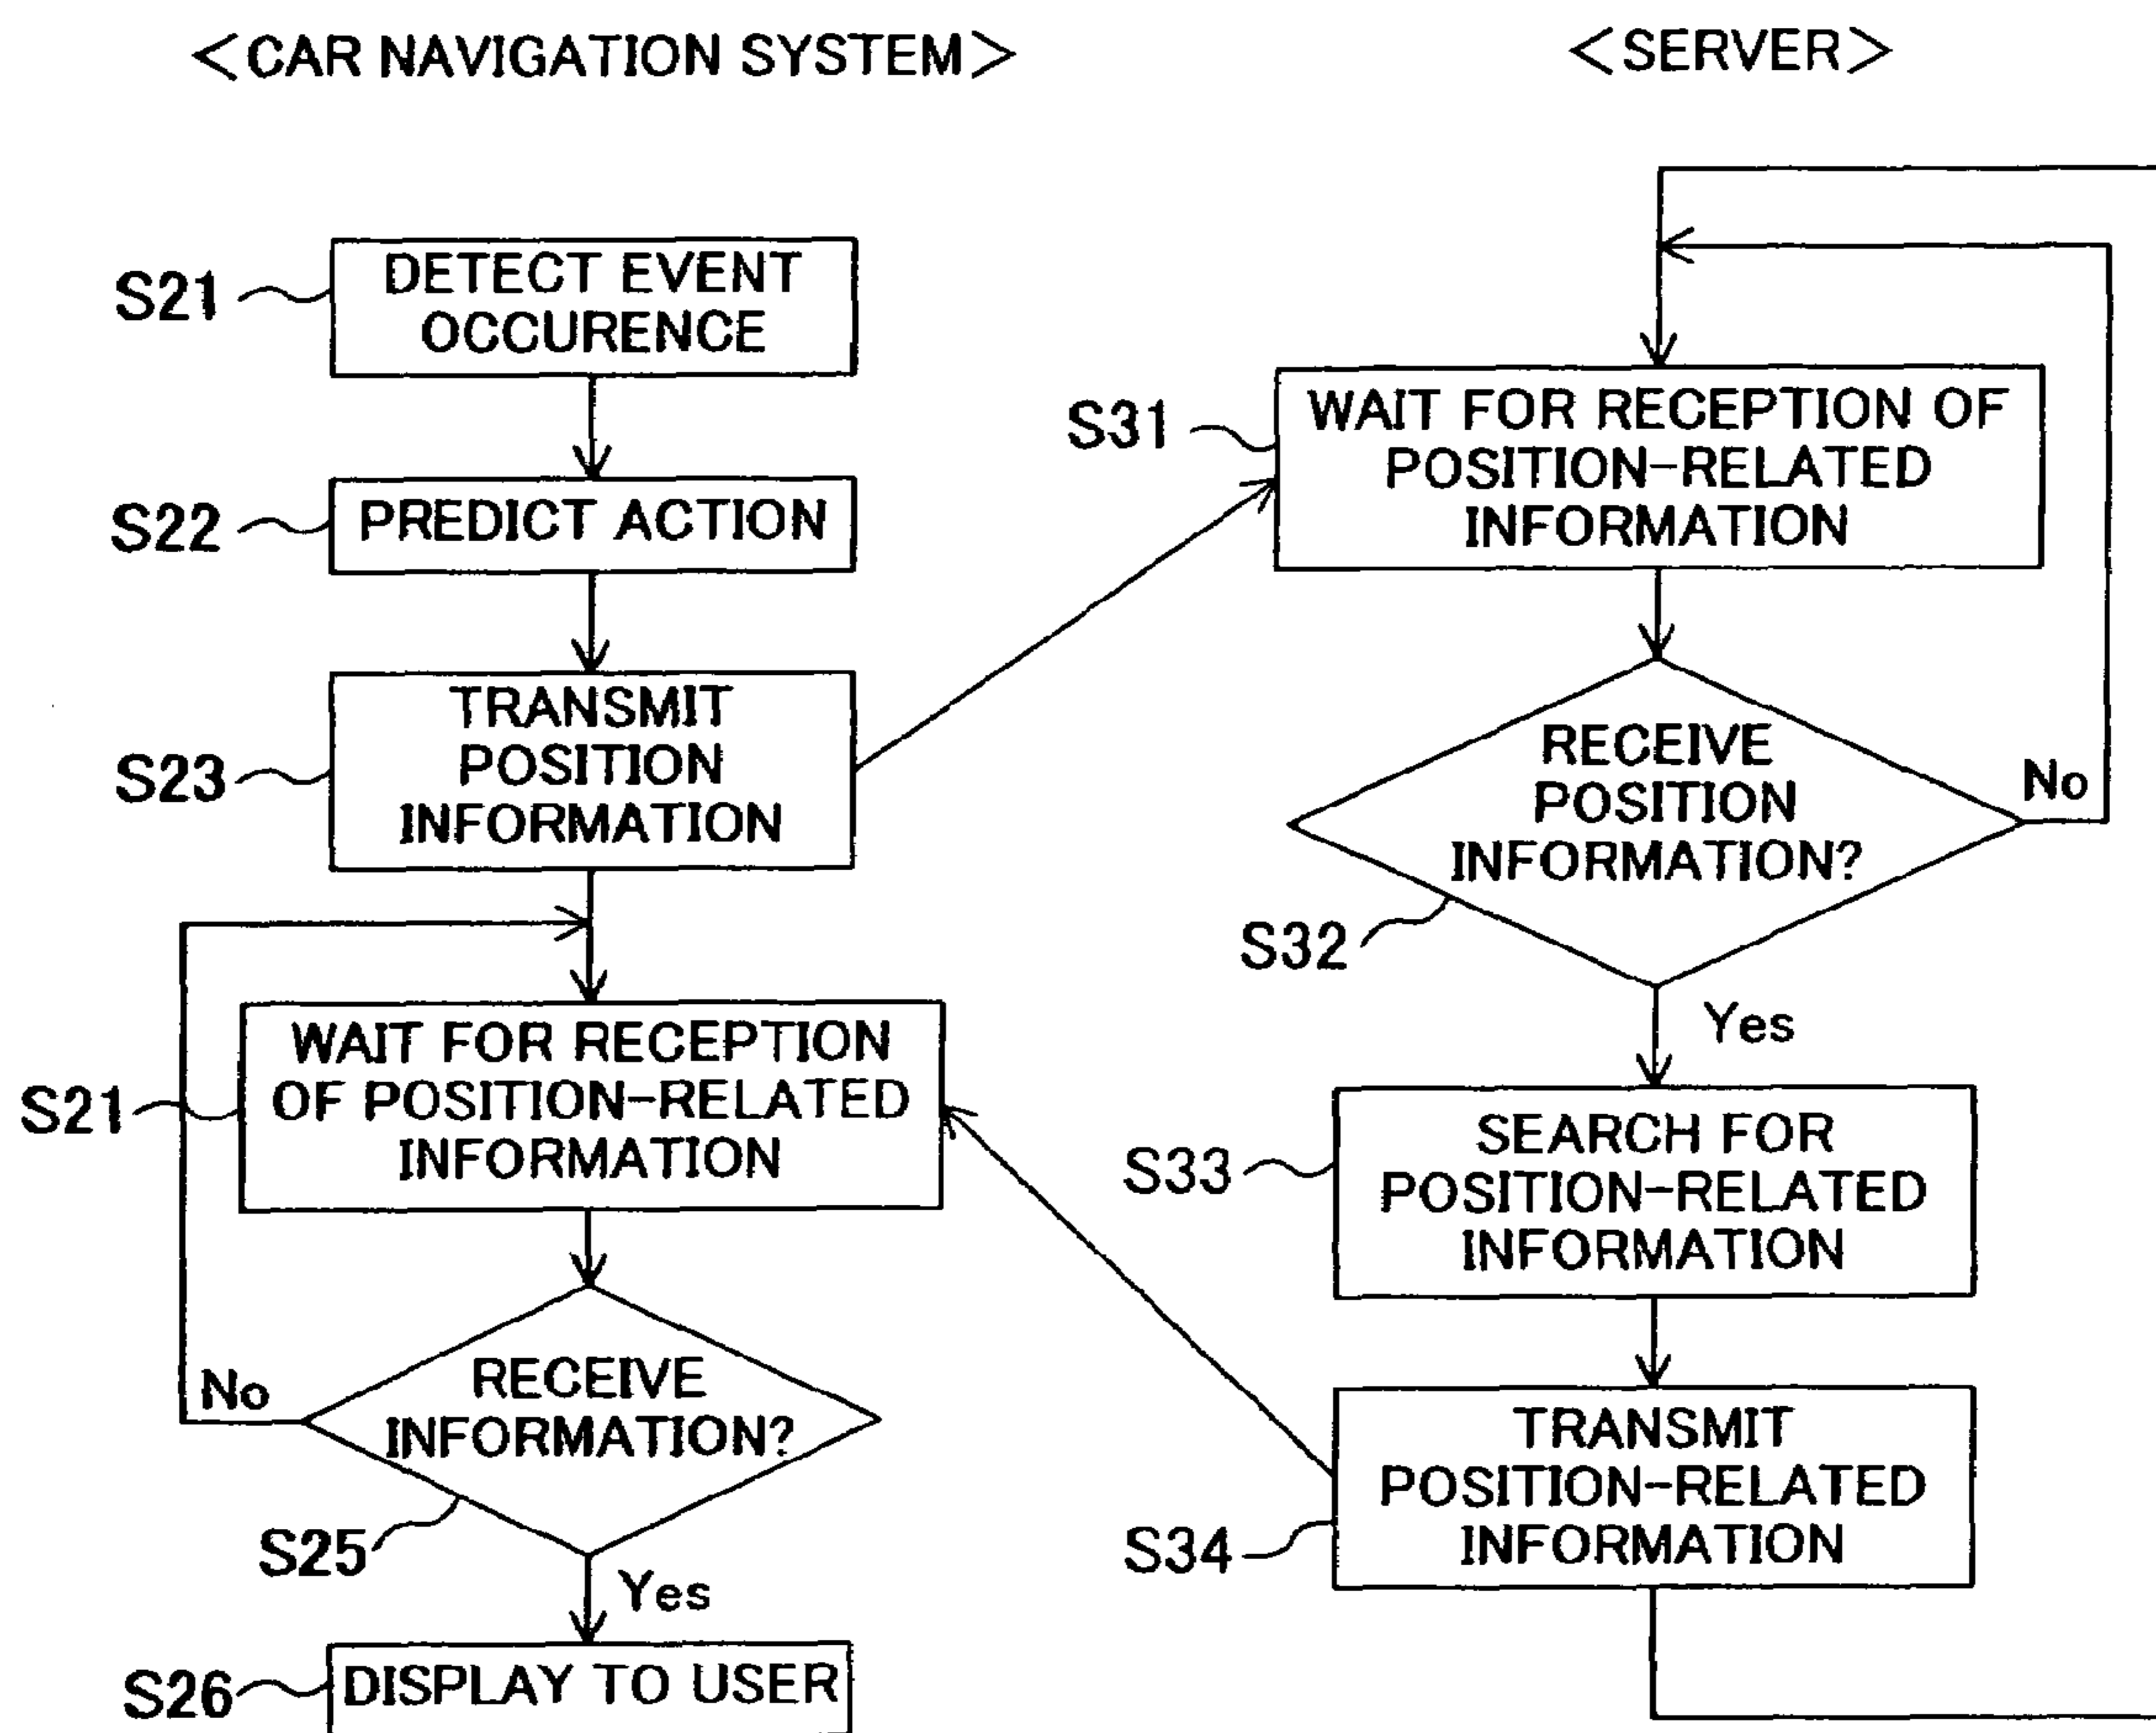 <CAR NAVIGATION SYSTEM>
S21
DETECT EVENT
OCCURENCE
S22
PREDICT ACTION
S23
TRANSMIT
POSITION
INFORMATION
S21
WAIT FOR RECEPTION
OF POSITION-RELATED
INFORMATION
RECEIVE
INFORMATION?
No
S25
Yes
S26
DISPLAY TO USER
<SERVER>
S31
WAIT FOR RECEPTION OF
POSITION-RELATED
INFORMATION
RECEIVE
POSITION
INFORMATION?
No
S32
Yes
S33
SEARCH FOR
POSITION-RELATED
INFORMATION
S34
TRANSMIT
POSITION-RELATED
INFORMATION